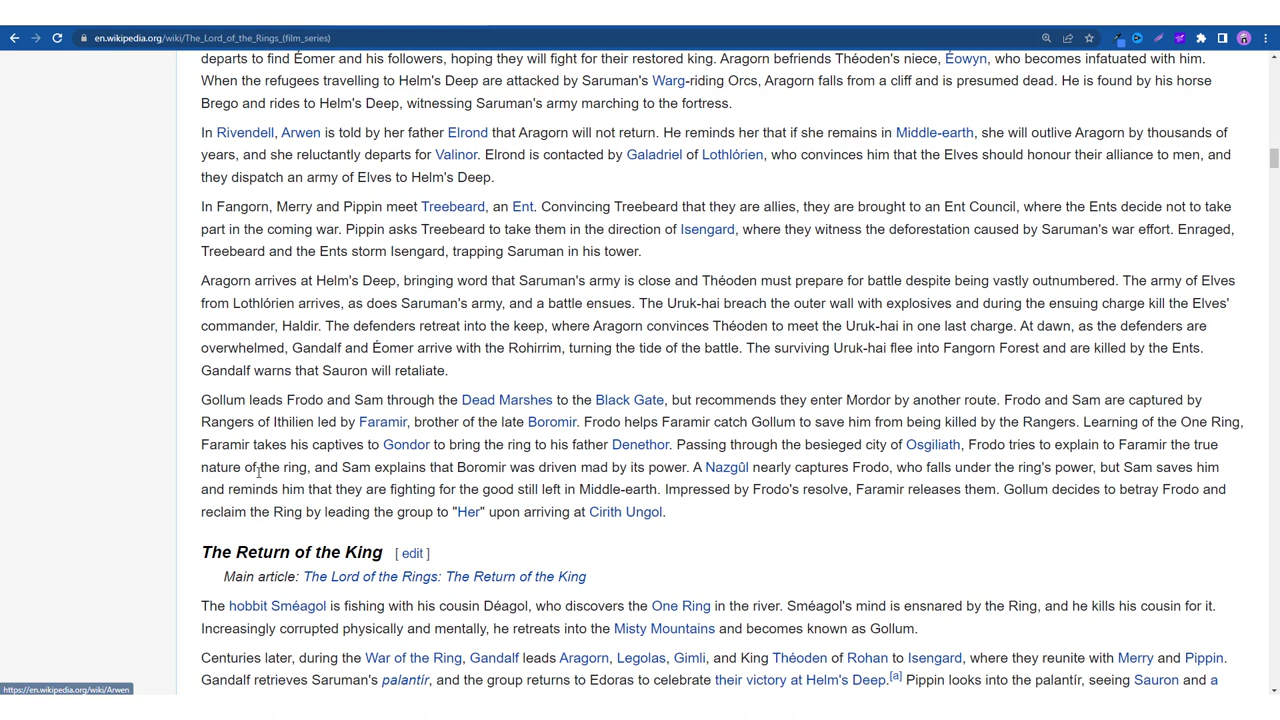 en.wikipedia.org/wiki/The_Lord_of_the_Rings_(film_series)
departs to find Éomer and his followers, hoping they will fight for their restored king. Aragorn befriends Théoden's niece, Éowyn, who becomes infatuated with him.
When the refugees travelling to Helm's Deep are attacked by Saruman's Warg-riding Orcs, Aragorn falls from a cliff and is presumed dead. He is found by his horse
Brego and rides to Helm's Deep, witnessing Saruman's army marching to the fortress.
In Rivendell, Arwen is told by her father Elrond that Aragorn will not return. He reminds her that if she remains in Middle-earth, she will outlive Aragorn by thousands of
years, and she reluctantly departs for Valinor. Elrond is contacted by Galadriel of Lothlórien, who convinces him that the Elves should honour their alliance to men, and
they dispatch an army of Elves to Helm's Deep.
In Fangorn, Merry and Pippin meet Treebeard, an Ent. Convincing Treebeard that they are allies, they are brought to an Ent Council, where the Ents decide not to take
part in the coming war. Pippin asks Treebeard to take them in the direction of Isengard, where they witness the deforestation caused by Saruman's war effort. Enraged,
Treebeard and the Ents storm Isengard, trapping Saruman in his tower.
Aragorn arrives at Helm's Deep, bringing word that Saruman's army is close and Théoden must prepare for battle despite being vastly outnumbered. The army of Elves
from Lothlórien arrives, as does Saruman's army, and a battle ensues. The Uruk-hai breach the outer wall with explosives and during the ensuing charge kill the Elves'
commander, Haldir. The defenders retreat into the keep, where Aragorn convinces Théoden to meet the Uruk-hai in one last charge. At dawn, as the defenders are
overwhelmed, Gandalf and Éomer arrive with the Rohirrim, turning the tide of the battle. The surviving Uruk-hai flee into Fangorn Forest and are killed by the Ents.
Gandalf warns that Sauron will retaliate.
Gollum leads Frodo and Sam through the Dead Marshes to the Black Gate, but recommends they enter Mordor by another route. Frodo and Sam are captured by
Rangers of Ithilien led by Faramir, brother of the late Boromir. Frodo helps Faramir catch Gollum to save him from being killed by the Rangers. Learning of the One Ring,
Faramir takes his captives to Gondor to bring the ring to his father Denethor. Passing through the besieged city of Osgiliath, Frodo tries to explain to Faramir the true
nature of the ring, and Sam explains that Boromir was driven mad by its power. A Nazgûl nearly captures Frodo, who falls under the ring's power, but Sam saves him
and reminds him that they are fighting for the good still left in Middle-earth. Impressed by Frodo's resolve, Faramir releases them. Gollum decides to betray Frodo and
reclaim the Ring by leading the group to "Her" upon arriving at Cirith Ungol.
The Return of the King [ edit ]
Main article: The Lord of the Rings: The Return of the King
The hobbit Sméagol is fishing with his cousin Déagol, who discovers the One Ring in the river. Sméagol's mind is ensnared by the Ring, and he kills his cousin for it.
Increasingly corrupted physically and mentally, he retreats into the Misty Mountains and becomes known as Gollum.
Centuries later, during the War of the Ring, Gandalf leads Aragorn, Legolas, Gimli, and King Théoden of Rohan to Isengard, where they reunite with Merry and Pippin.
Gandalf retrieves Saruman's palantír, and the group returns to Edoras to celebrate their victory at Helm's Deep.[a] Pippin looks into the palantír, seeing Sauron and a
https://en.wikipedia.org/wiki/Arwen